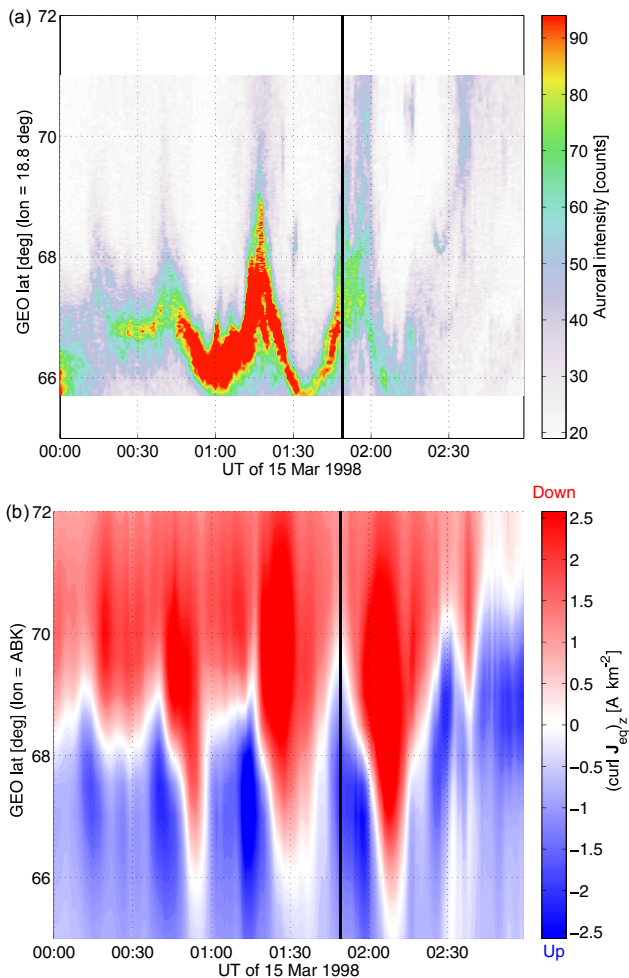 (a)
72
70
68
66
GEO lat [deg] (lon = 18.8 deg)
00:00 00:30 01:00 01:30 02:00 02:30
UT of 15 Mar 1998
90
80
70
60
50
40
30
20
Auroral intensity [counts]
(b)
72
70
68
66
GEO lat [deg] (lon = ABK)
00:00 00:30 01:00 01:30 02:00 02:30
UT of 15 Mar 1998
Down
2.5
2
1.5
1
0.5
0
−0.5
−1
−1.5
−2
−2.5
Up
(curl J_eq)_z [A km^-2]